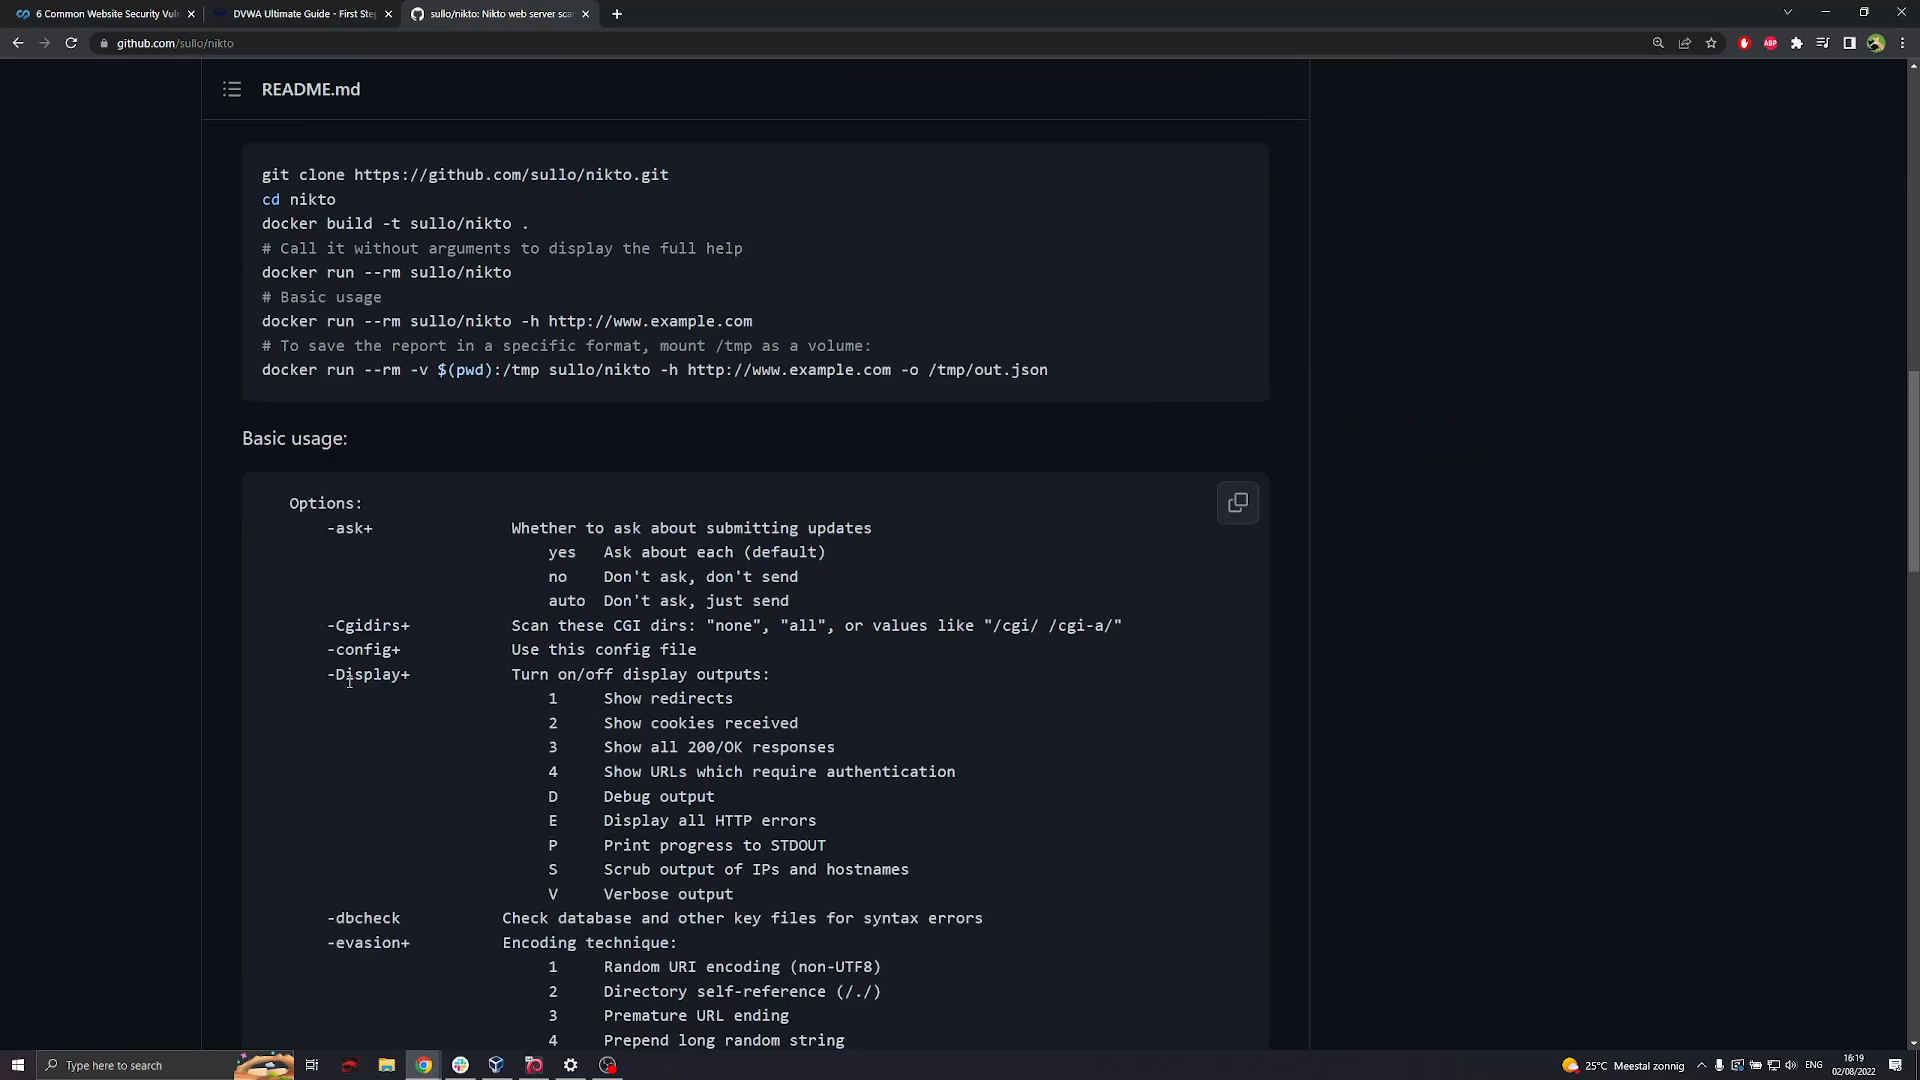 6 Common Website Security Vuln
DVWA Ultimate Guide - First Step
sullo/nikto: Nikto web server sca
github.com/sullo/nikto
ABP
README.md
git clone https://github.com/sullo/nikto.git
cd nikto
docker build -t sullo/nikto .
# Call it without arguments to display the full help
docker run --rm sullo/nikto
# Basic usage
docker run --rm sullo/nikto -h http://www.example.com
# To save the report in a specific format, mount /tmp as a volume:
docker run --rm -v $(pwd):/tmp sullo/nikto -h http://www.example.com -o /tmp/out.json
Basic usage:
Options:
-ask+ Whether to ask about submitting updates
yes Ask about each (default)
no Don't ask, don't send
auto Don't ask, just send
-Cgidirs+ Scan these CGI dirs: "none", "all", or values like "/cgi/ /cgi-a/"
-config+ Use this config file
-Display+ Turn on/off display outputs:
1 Show redirects
2 Show cookies received
3 Show all 200/OK responses
4 Show URLs which require authentication
D Debug output
E Display all HTTP errors
P Print progress to STDOUT
S Scrub output of IPs and hostnames
V Verbose output
-dbcheck Check database and other key files for syntax errors
-evasion+ Encoding technique:
1 Random URI encoding (non-UTF8)
2 Directory self-reference (/./)
3 Premature URL ending
4 Prepend long random string
Type here to search
25°C Meestal zonnig
ENG
16:19
02/08/2022